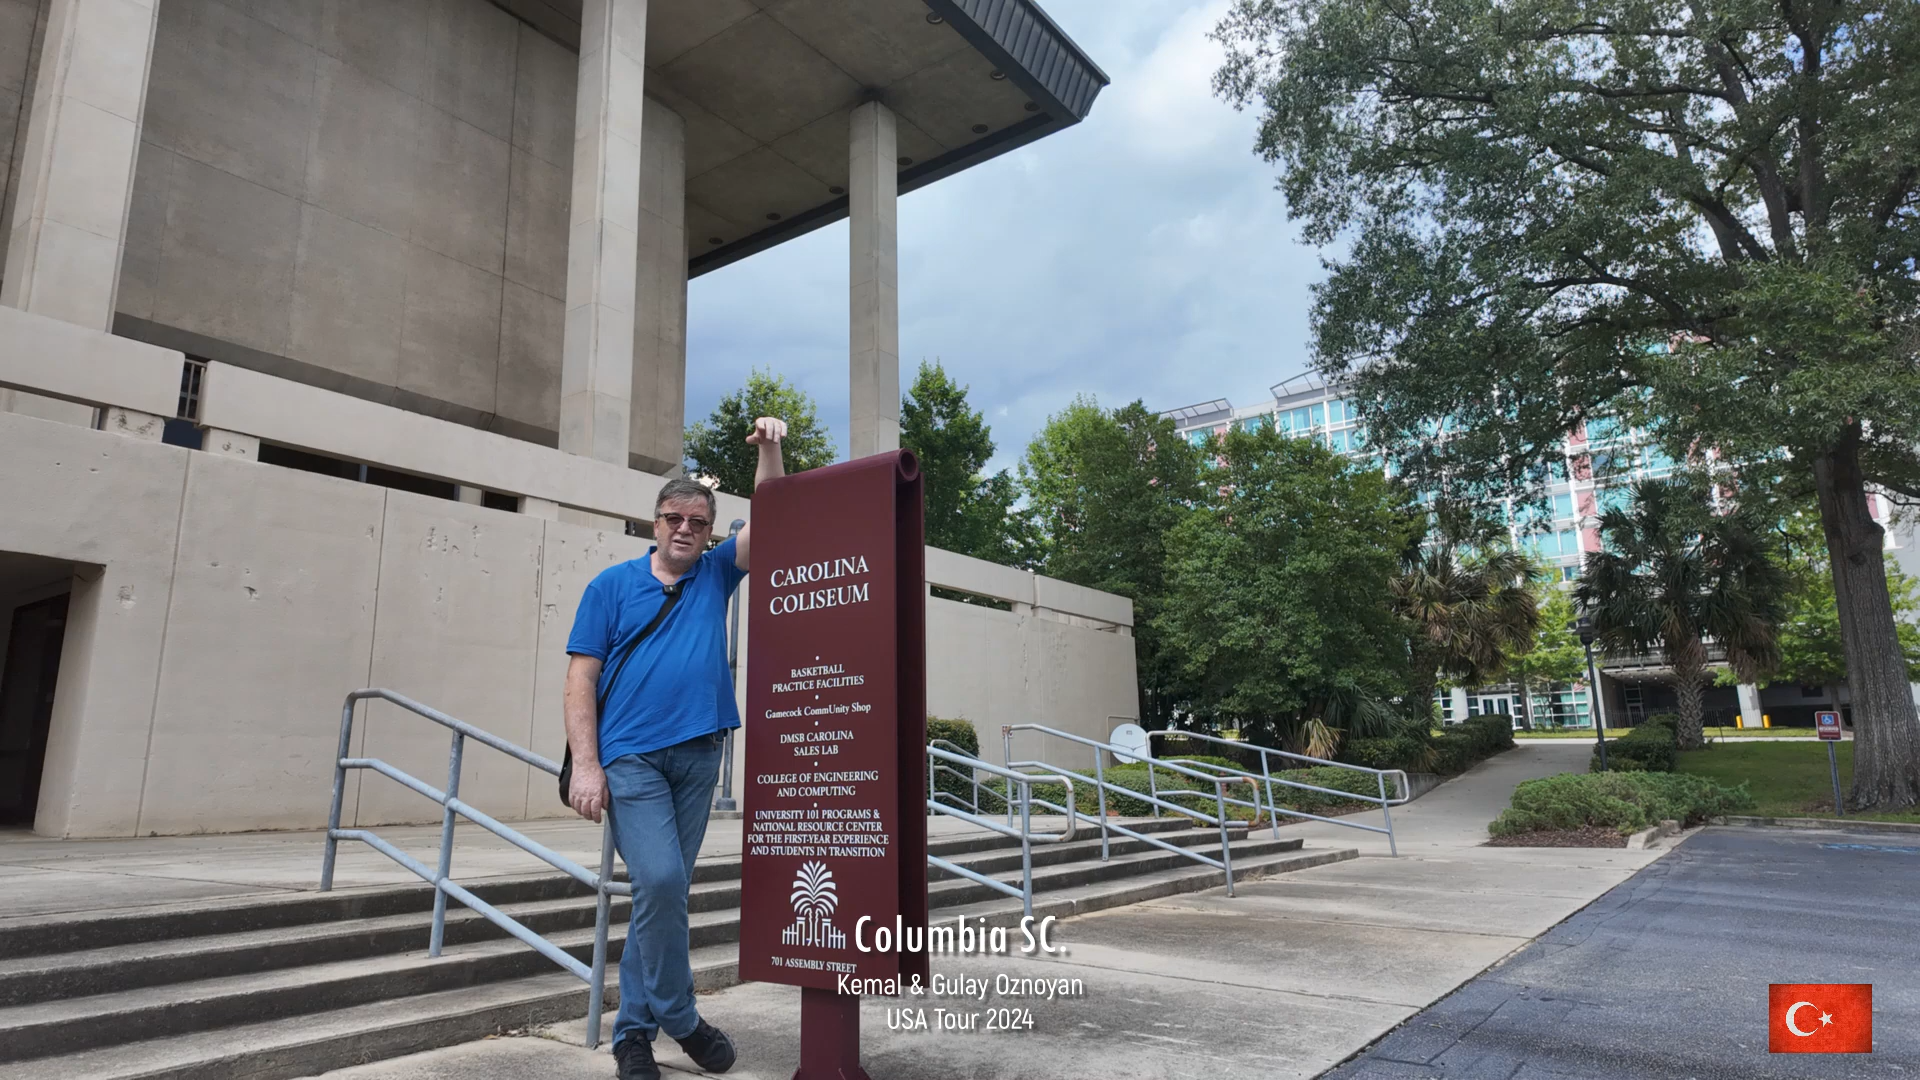 CAROLINA
COLISEUM
•
BASKETBALL
PRACTICE FACILITIES
•
Gamecock CommUnity Shop
•
DMSB CAROLINA
SALES LAB
•
COLLEGE OF ENGINEERING
AND COMPUTING
•
UNIVERSITY 101 PROGRAMS &
NATIONAL RESOURCE CENTER
FOR THE FIRST-YEAR EXPERIENCE
AND STUDENTS IN TRANSITION
701 ASSEMBLY STREET
RESERVED
Columbia SC.
Kemal & Gulay Oznoyan
USA Tour 2024